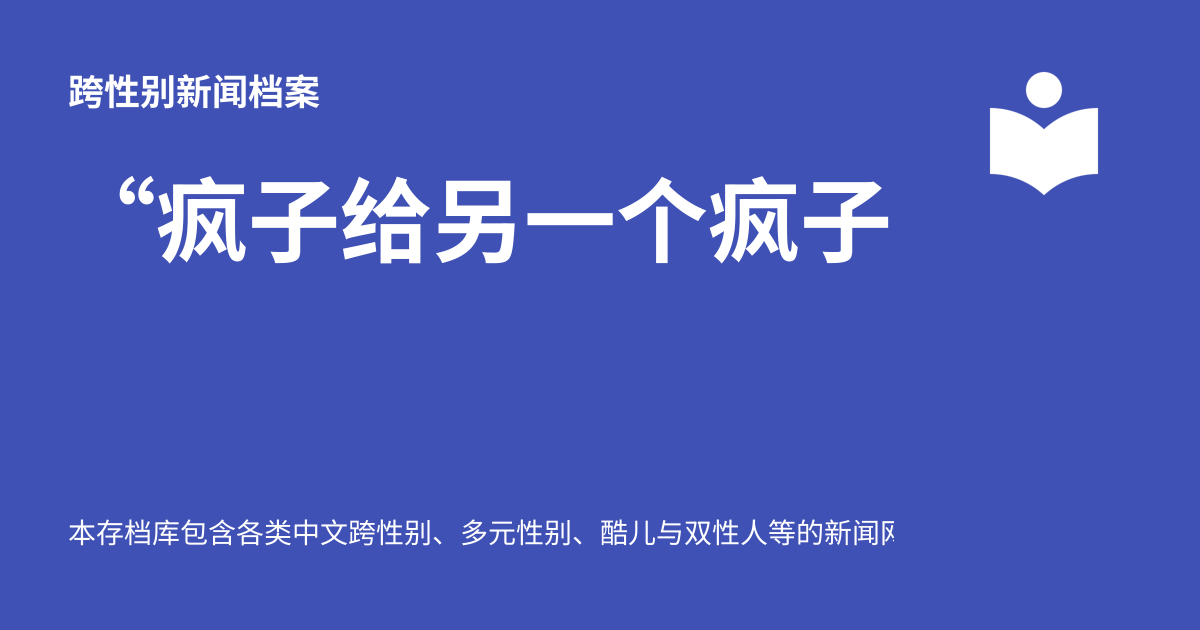 跨性别新闻档案
“疯子给另一个疯子
本存档库包含各类中文跨性别、多元性别、酷儿与双性人等的新闻